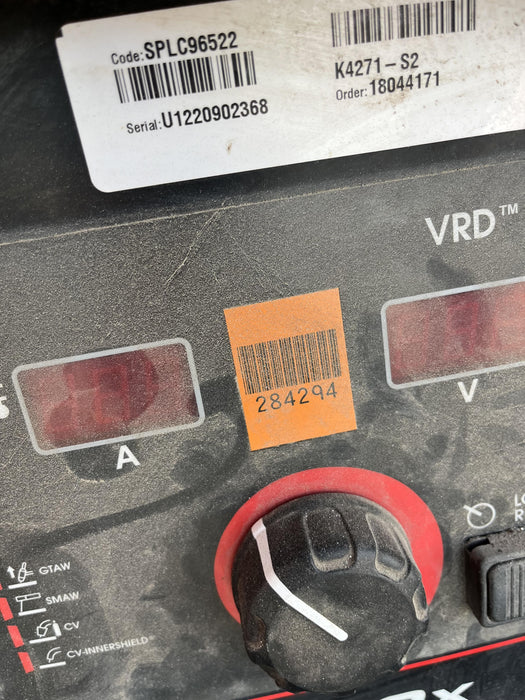 Code: SPLC96522
K4271-S2
Serial: U1220902368
Order: 18044171
VRD™
284294
A
V
GTAW
SMAW
CV
CV-INNERSHIELD®